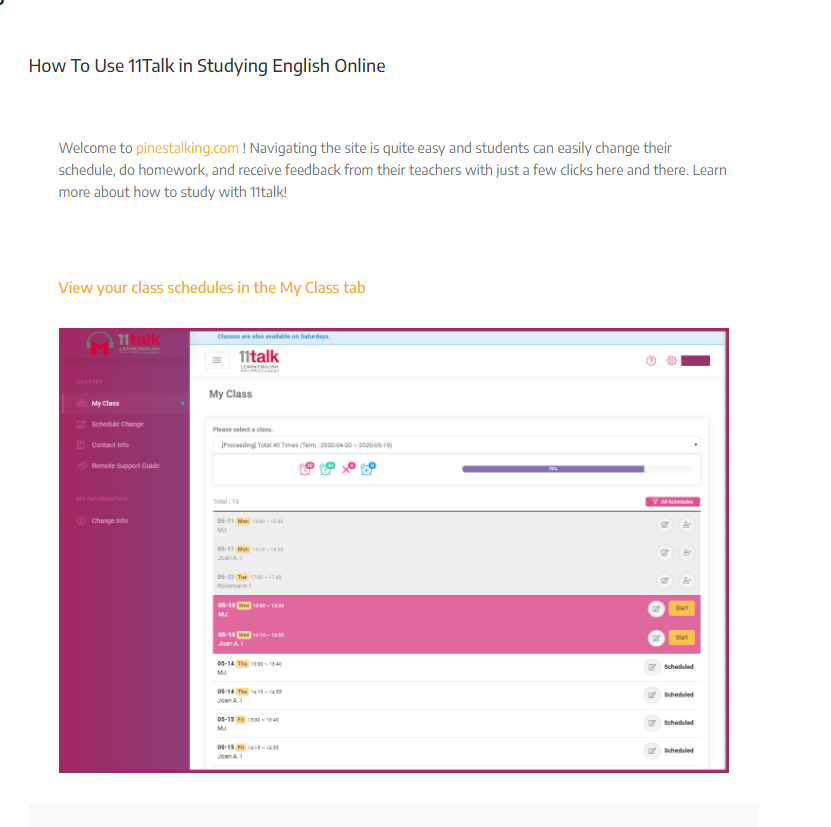 How To Use 11Talk in Studying English Online
Welcome to pinestalking.com ! Navigating the site is quite easy and students can easily change their
schedule, do homework, and receive feedback from their teachers with just a few clicks here and there. Learn
more about how to study with 11talk!
View your class schedules in the My Class tab
11talk
LEARN ENGLISH
Classes are also available on Saturdays.
11talk
LEARN ENGLISH
ONLINE ACADEMY
CLASSES
My Class
Schedule Change
Contact Info
Remote Support Guide
MY INFORMATION
Change Info
My Class
Please select a class.
[Proceeding] Total 40 Times (Term : 2020-04-20 ~ 2020-05-19)
79%
Total : 13
All Schedules
05-11 Mon 13:00 ~ 13:40
MJ
05-11 Mon 14:15 ~ 14:55
Joan A. I
05-12 Tue 17:00 ~ 17:40
Rosemarie I
05-13 Wed 13:00 ~ 13:40
MJ
Start
05-13 Wed 14:15 ~ 14:55
Joan A. I
Start
05-14 Thu 13:00 ~ 13:40
MJ
Scheduled
05-14 Thu 14:15 ~ 14:55
Joan A. I
Scheduled
05-15 Fri 13:00 ~ 13:40
MJ
Scheduled
05-15 Fri 14:15 ~ 14:55
Joan A. I
Scheduled